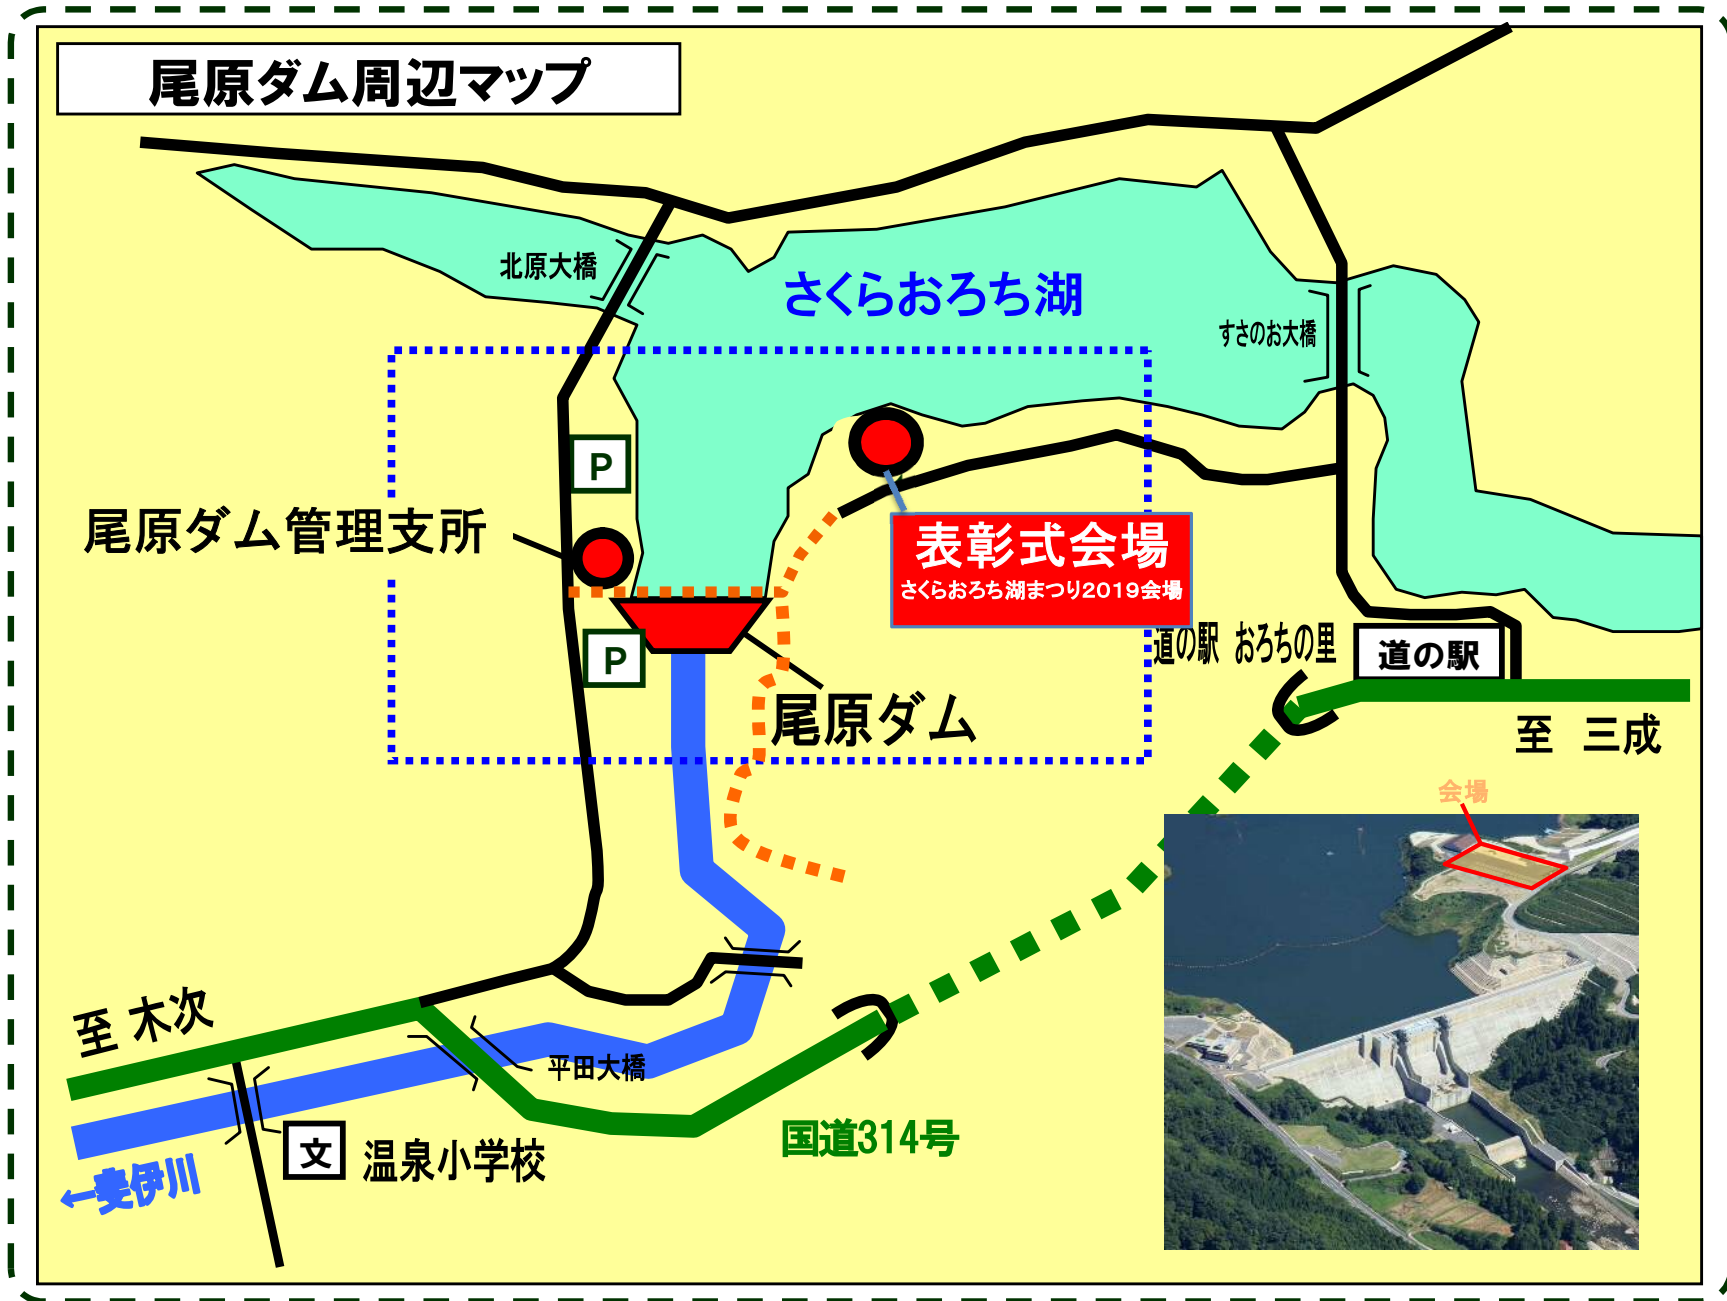 尾原ダム周辺マップ
北原大橋
さくらおろち湖
すさのお大橋
P
尾原ダム管理支所
表彰式会場
さくらおろち湖まつり2019会場
P
道の駅 おろちの里
道の駅
尾原ダム
至 三成
会場
至 木次
平田大橋
国道314号
文
温泉小学校
←斐伊川